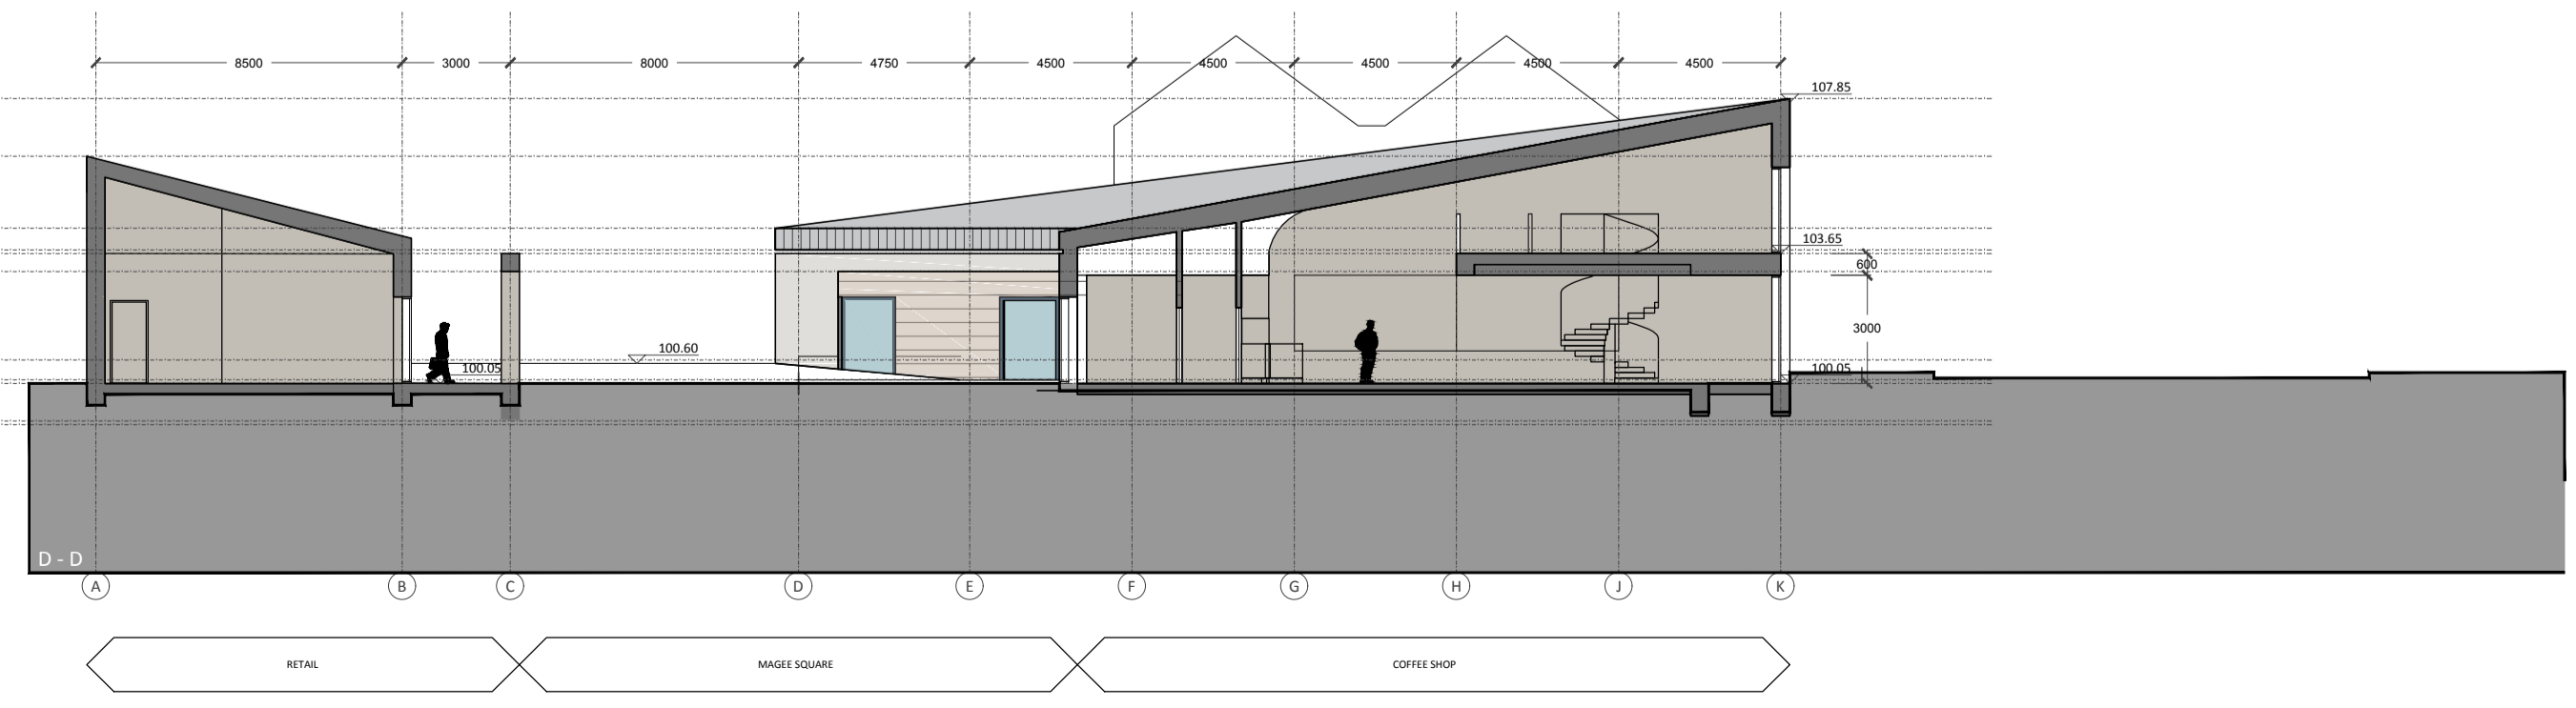 8500 3000 8000 4750 4500 4500 4500 4500 4500
107.85
103.65
600
3000
100.60
100.05
100.05
D - D
A B C D E F G H J K
RETAIL MAGEE SQUARE COFFEE SHOP